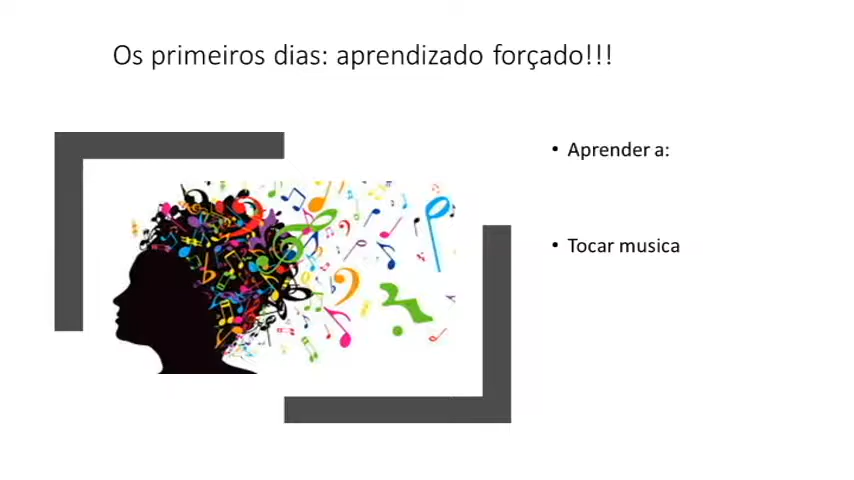 Os primeiros dias: aprendizado forçado!!!
• Aprender a:
• Tocar musica